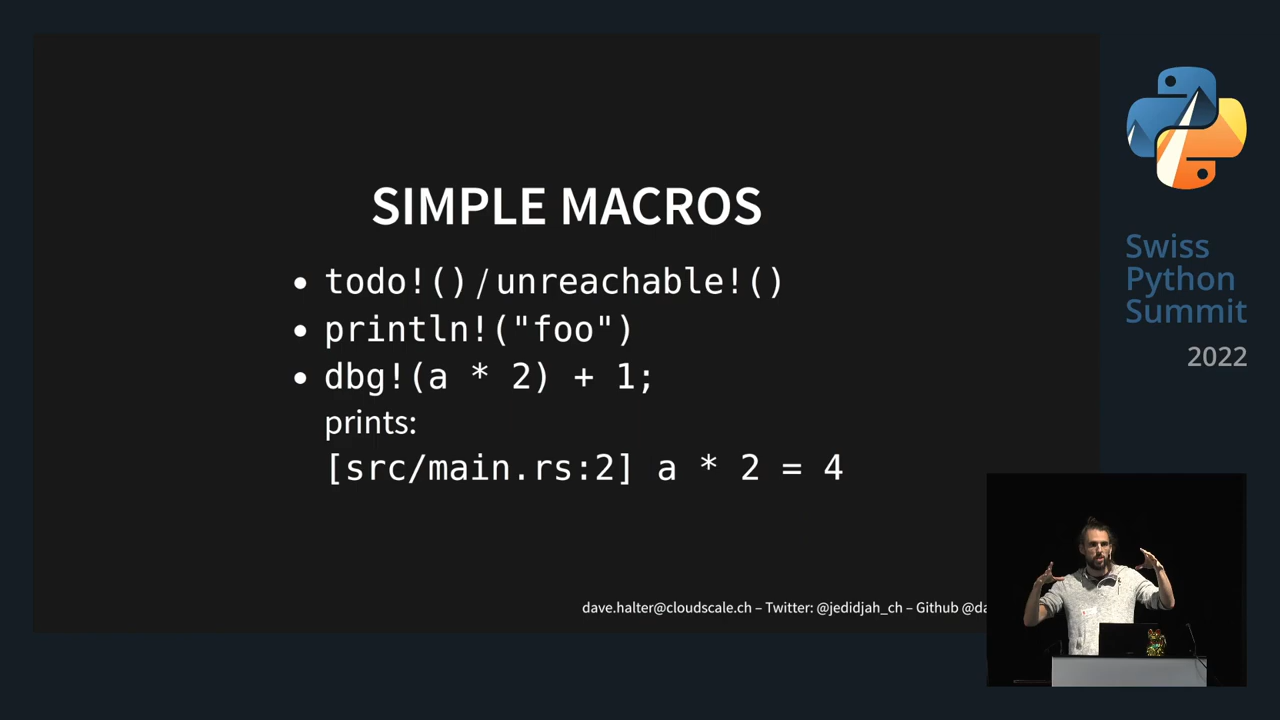 SIMPLE MACROS
todo!()/unreachable!()
println!("foo")
dbg!(a * 2) + 1;
prints:
[src/main.rs:2] a * 2 = 4
dave.halter@cloudscale.ch – Twitter: @jedidjah_ch – Github @da
Swiss
Python
Summit
2022